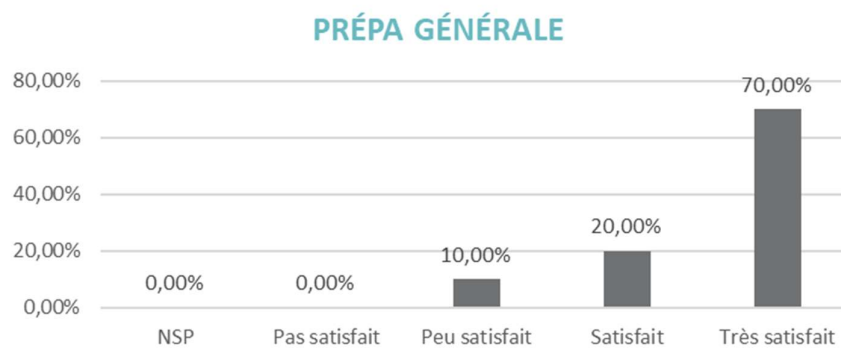 PRÉPA GÉNÉRALE
80,00%
60,00%
40,00%
20,00%
0,00%
0,00%
0,00%
10,00%
20,00%
70,00%
NSP
Pas satisfait
Peu satisfait
Satisfait
Très satisfait